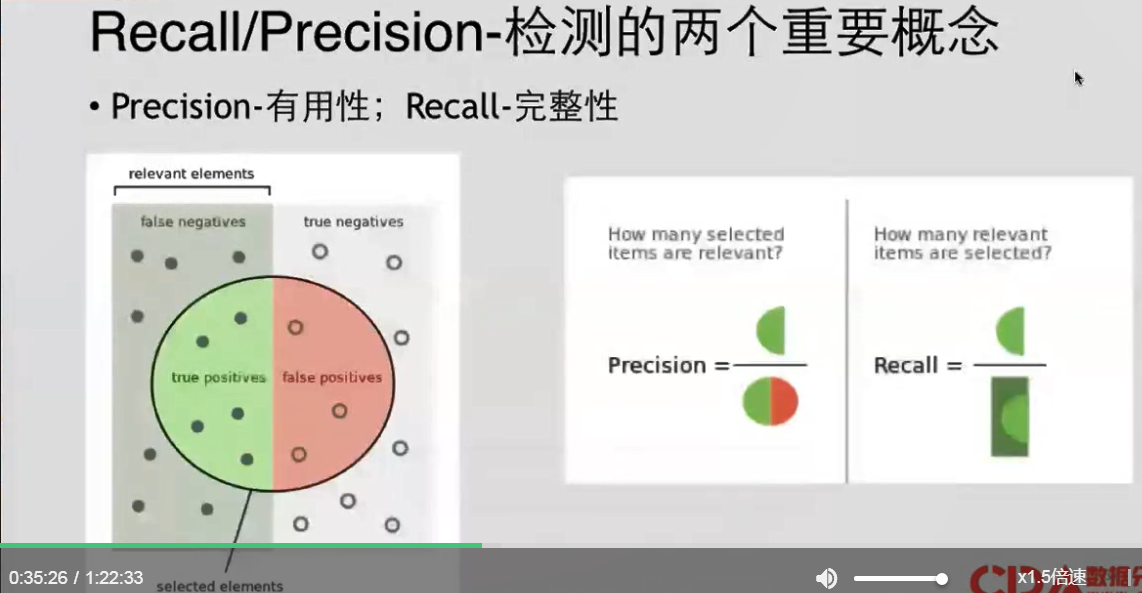 Recall/Precision-检测的两个重要概念
• Precision-有用性；Recall-完整性
relevant elements
false negatives
true negatives
true positives
false positives
selected elements
How many selected
items are relevant?
Precision =
How many relevant
items are selected?
Recall =
0:35:26 / 1:22:33
x1.5倍速
CDA数据分